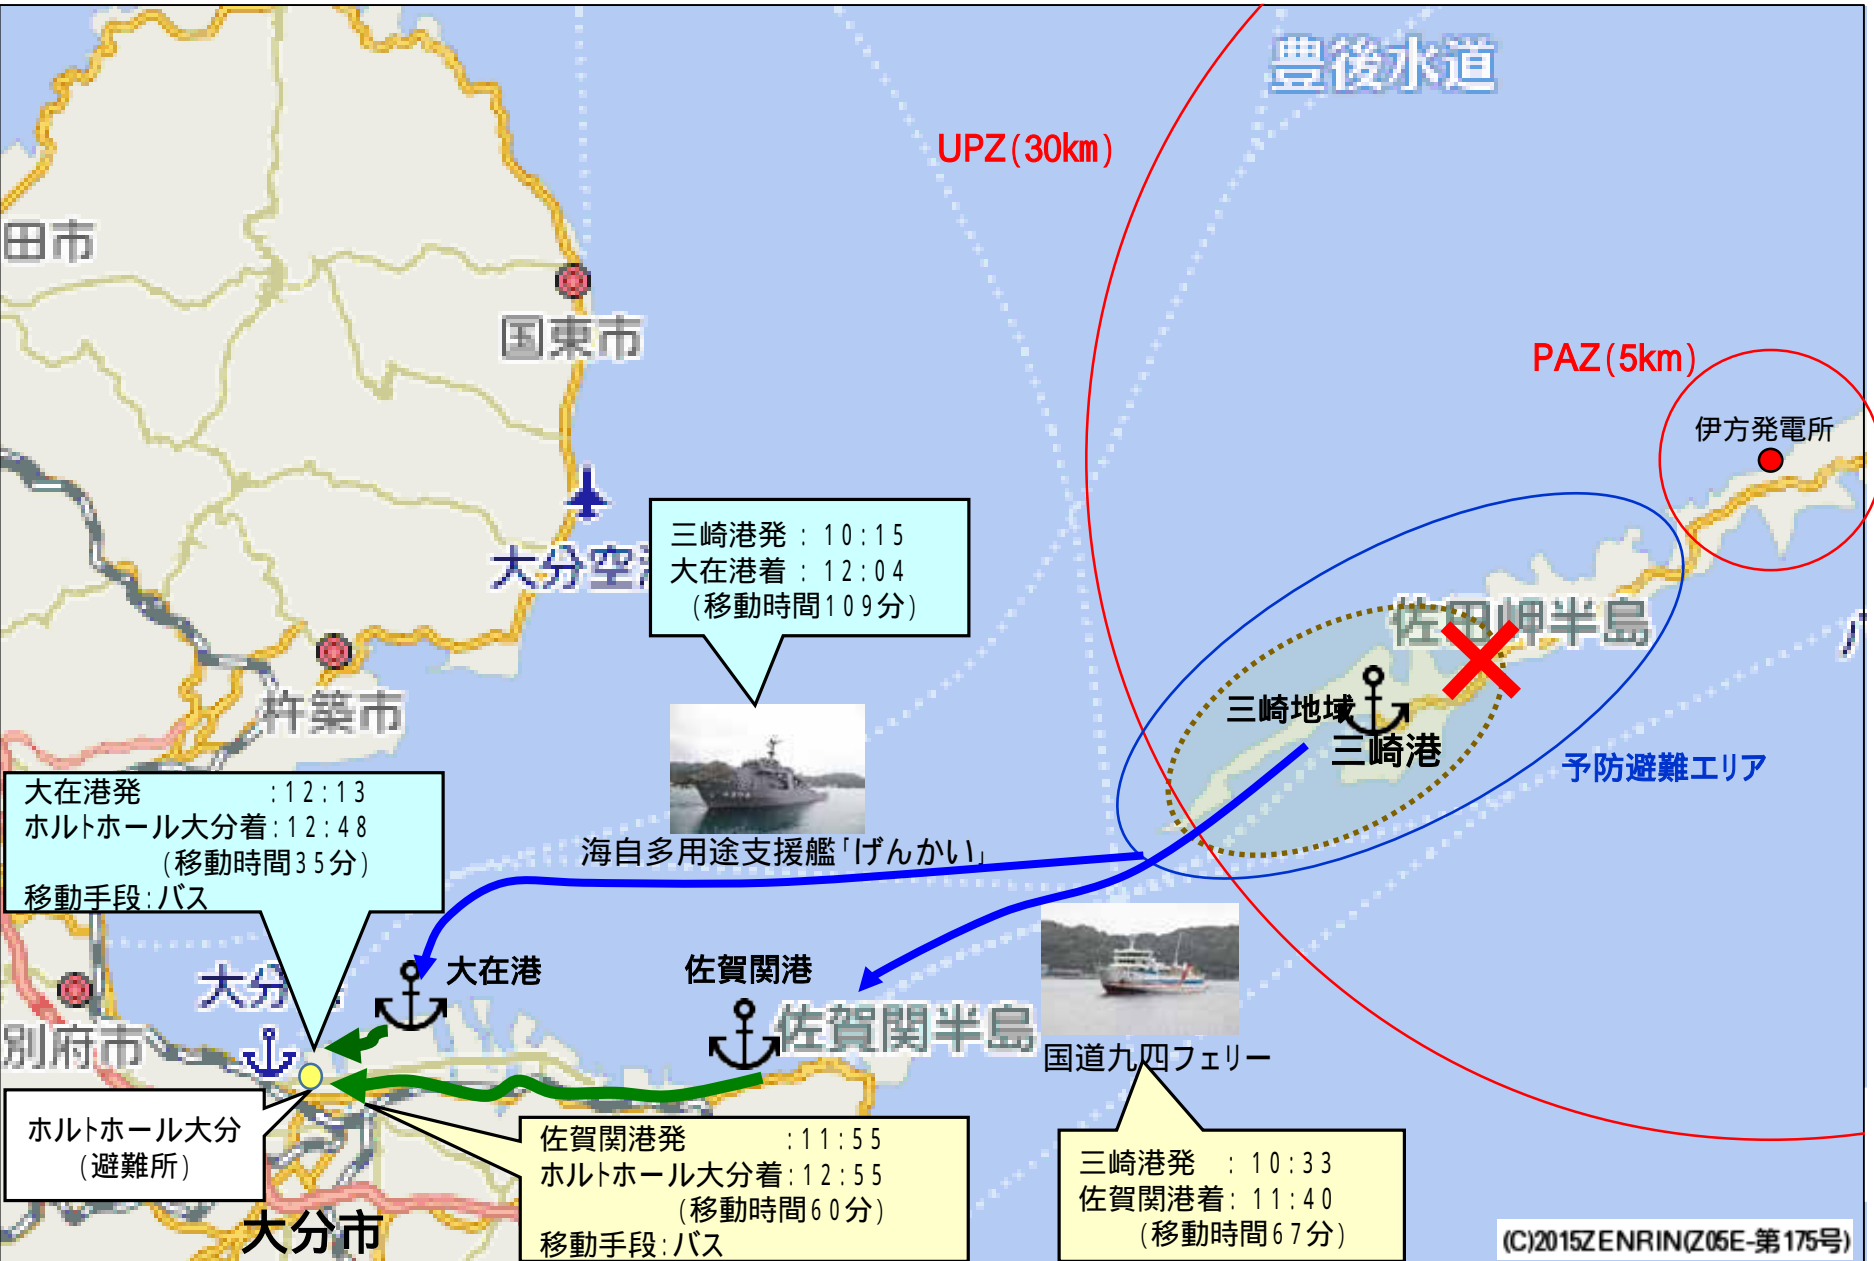 豊後水道
UPZ(30km)
田市
国東市
PAZ(5km)
伊方発電所
三崎港発 : 10:15
大在港着 : 12:04
(移動時間109分)
大分空
佐田岬半島
三崎地域
三崎港
杵築市
予防避難エリア
大在港発 :12:13
ホルトホール大分着:12:48
(移動時間35分)
移動手段:バス
海自多用途支援艦「げんかい」
大分
大在港
佐賀関港
佐賀関半島
別府市
国道九四フェリー
ホルトホール大分
(避難所)
佐賀関港発 :11:55
ホルトホール大分着:12:55
(移動時間60分)
移動手段:バス
三崎港発 : 10:33
佐賀関港着: 11:40
(移動時間67分)
大分市
(C)2015ZENRIN(Z05E-第175号)